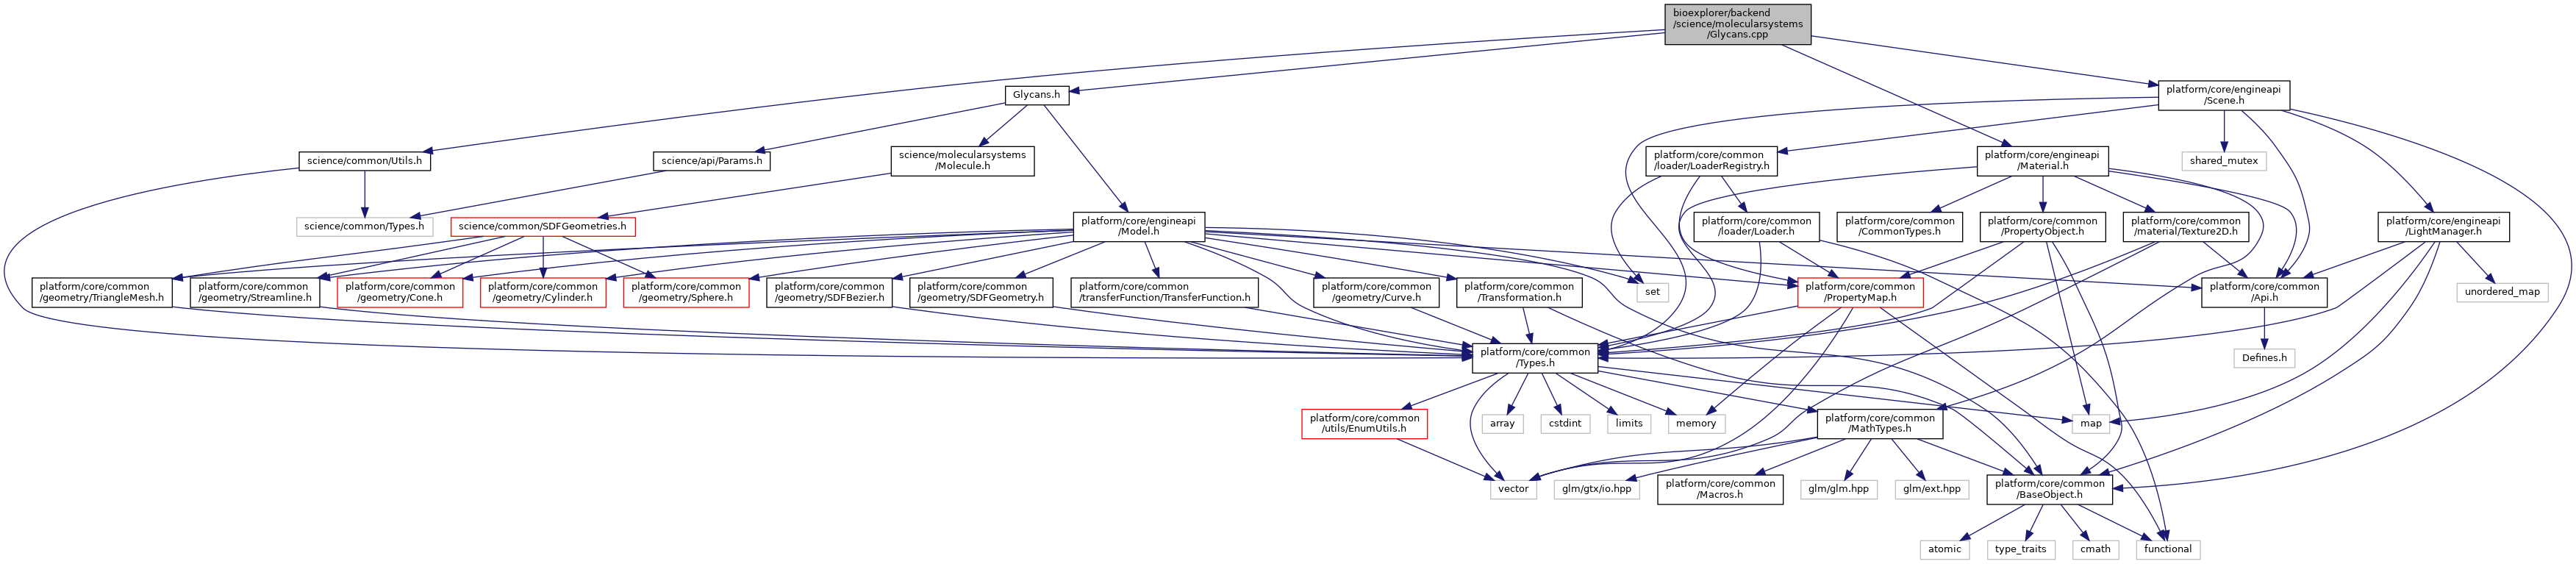 bioexplorer/backend
/science/molecularsystems
/Glycans.cpp
platform/core/engineapi
/Scene.h
Glycans.h
science/common/Utils.h
science/api/Params.h
science/molecularsystems
/Molecule.h
platform/core/common
/loader/LoaderRegistry.h
platform/core/engineapi
/Material.h
shared_mutex
science/common/Types.h
science/common/SDFGeometries.h
platform/core/engineapi
/Model.h
platform/core/common
/loader/Loader.h
platform/core/common
/CommonTypes.h
platform/core/common
/PropertyObject.h
platform/core/common
/material/Texture2D.h
platform/core/engineapi
/LightManager.h
platform/core/common
/geometry/TriangleMesh.h
platform/core/common
/geometry/Streamline.h
platform/core/common
/geometry/Cone.h
platform/core/common
/geometry/Cylinder.h
platform/core/common
/geometry/Sphere.h
platform/core/common
/geometry/SDFBezier.h
platform/core/common
/geometry/SDFGeometry.h
platform/core/common
/transferFunction/TransferFunction.h
platform/core/common
/geometry/Curve.h
platform/core/common
/Transformation.h
set
platform/core/common
/PropertyMap.h
platform/core/common
/Api.h
unordered_map
platform/core/common
/Types.h
Defines.h
platform/core/common
/utils/EnumUtils.h
array
cstdint
limits
memory
platform/core/common
/MathTypes.h
map
vector
glm/gtx/io.hpp
platform/core/common
/Macros.h
glm/glm.hpp
glm/ext.hpp
platform/core/common
/BaseObject.h
atomic
type_traits
cmath
functional